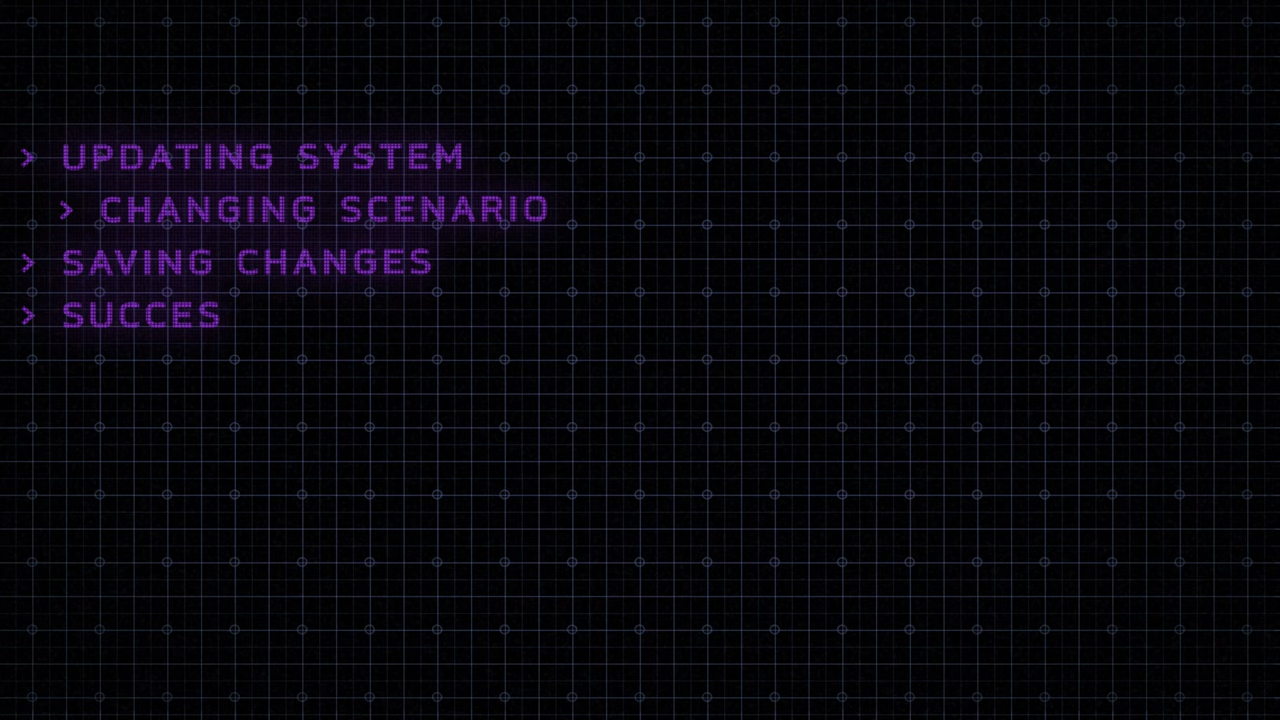 > UPDATING SYSTEM
> CHANGING SCENARIO
> SAVING CHANGES
> SUCCES